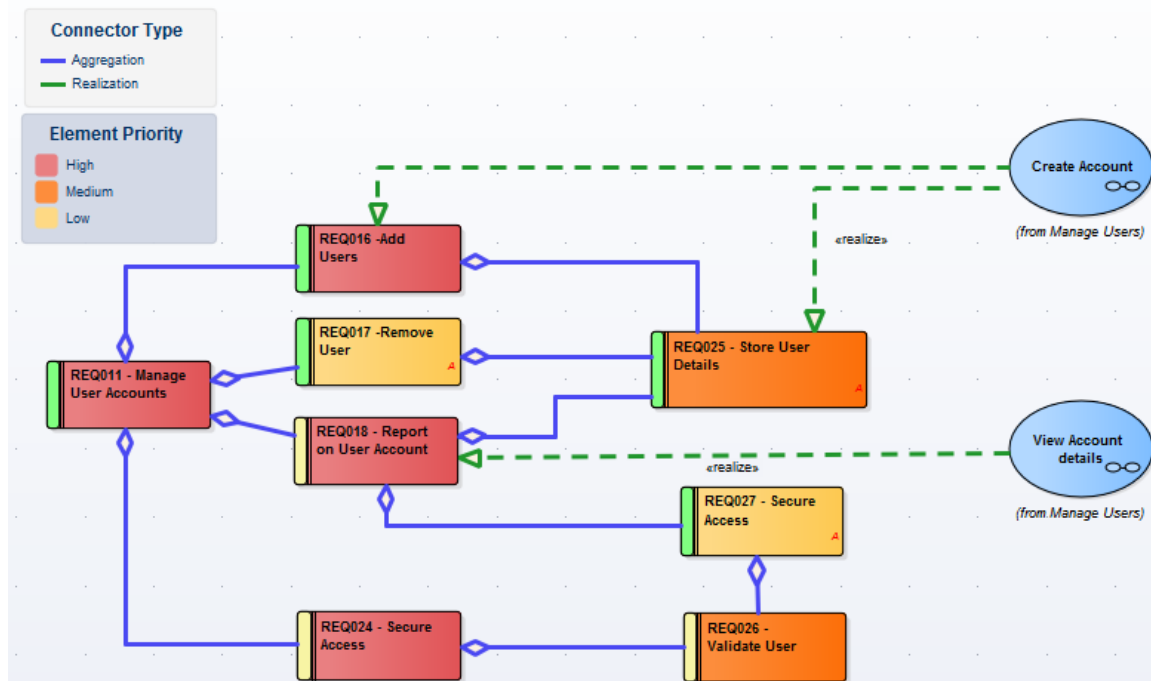 Connector Type
Aggregation
Realization
Element Priority
High
Medium
Low
Create Account
(from Manage Users)
«realize»
REQ016 -Add
Users
REQ017 -Remove
User
A
REQ025 - Store User
Details
A
REQ011 - Manage
User Accounts
REQ018 - Report
on User Account
View Account
details
(from Manage Users)
«realize»
REQ027 - Secure
Access
A
REQ024 - Secure
Access
REQ026 -
Validate User